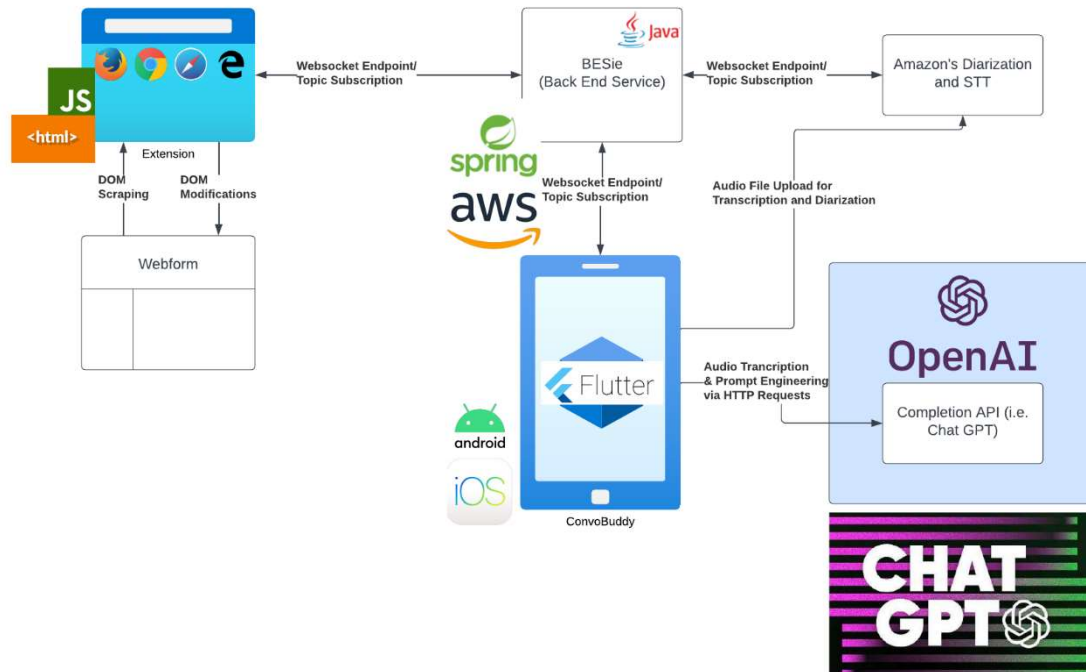 JS
<html>
Extension
DOM
Scraping
DOM
Modifications
Webform
Websocket Endpoint/
Topic Subscription
Java
BESie
(Back End Service)
spring
aws
Websocket Endpoint/
Topic Subscription
Websocket Endpoint/
Topic Subscription
Amazon's Diarization
and STT
Audio File Upload for
Transcription and Diarization
Flutter
android
iOS
ConvoBuddy
Audio Trancription
& Prompt Engineering
via HTTP Requests
OpenAI
Completion API (i.e.
Chat GPT)
CHAT
GPT